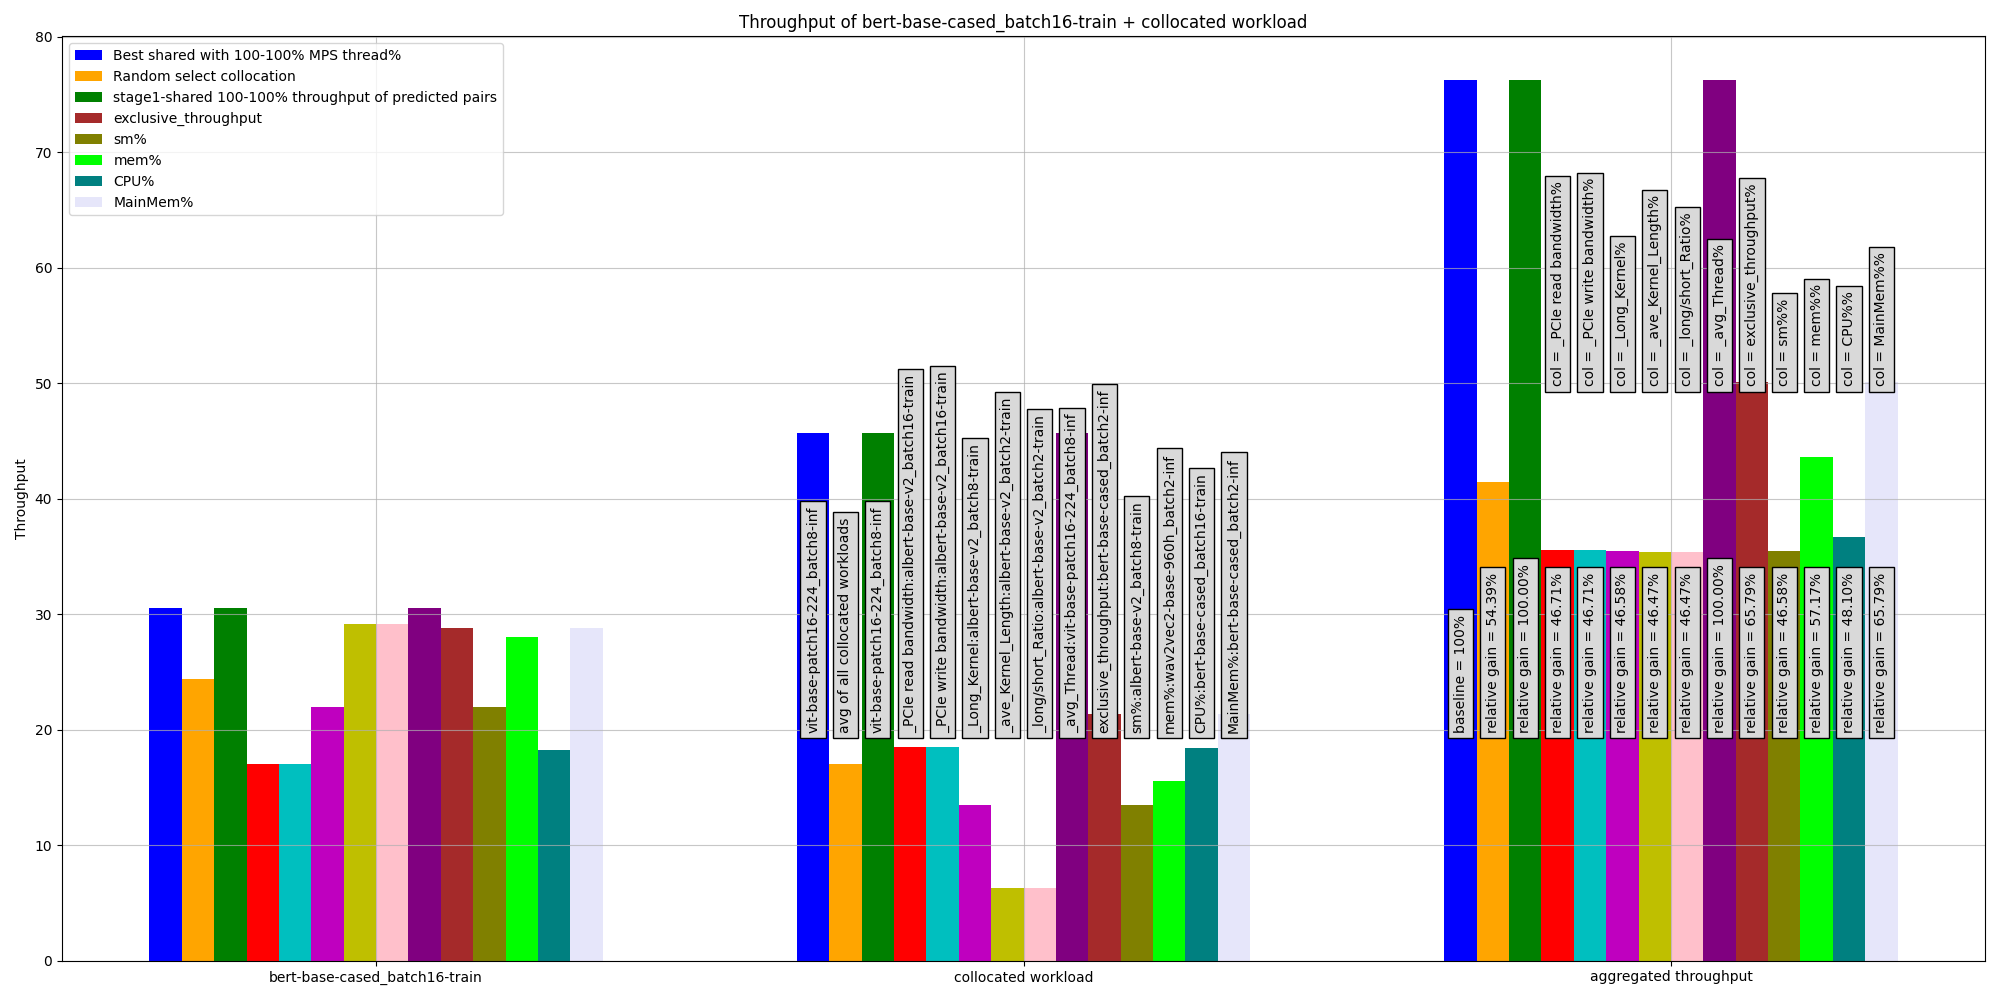 Throughput of bert-base-cased_batch16-train + collocated workload
Throughput
80
70
60
50
40
30
20
10
0
Best shared with 100-100% MPS thread%
Random select collocation
stage1-shared 100-100% throughput of predicted pairs
exclusive_throughput
sm%
mem%
CPU%
MainMem%
vit-base-patch16-224_batch8-inf
avg of all collocated workloads
vit-base-patch16-224_batch8-inf
_PCIe read bandwidth:albert-base-v2_batch16-train
_PCIe write bandwidth:albert-base-v2_batch16-train
_Long_Kernel:albert-base-v2_batch8-train
_ave_Kernel_Length:albert-base-v2_batch2-train
_long/short_Ratio:albert-base-v2_batch2-train
_avg_Thread:vit-base-patch16-224_batch8-inf
exclusive_throughput:bert-base-cased_batch2-inf
sm%:albert-base-v2_batch8-train
mem%:wav2vec2-base-960h_batch2-inf
CPU%:bert-base-cased_batch16-train
MainMem%:bert-base-cased_batch2-inf
col = _PCIe read bandwidth%
col = _PCIe write bandwidth%
col = _Long_Kernel%
col = _ave_Kernel_Length%
col = _long/short_Ratio%
col = _avg_Thread%
col = exclusive_throughput%
col = sm%%
col = mem%%
col = CPU%%
col = MainMem%%
baseline = 100%
relative gain = 54.39%
relative gain = 100.00%
relative gain = 46.71%
relative gain = 46.71%
relative gain = 46.58%
relative gain = 46.47%
relative gain = 46.47%
relative gain = 100.00%
relative gain = 65.79%
relative gain = 46.58%
relative gain = 57.17%
relative gain = 48.10%
relative gain = 65.79%
bert-base-cased_batch16-train
collocated workload
aggregated throughput